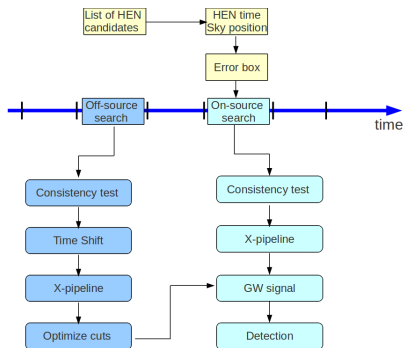 List of HEN
candidates
HEN time
Sky position
Error box
Off-source
search
On-source
search
time
Consistency test
Time Shift
X-pipeline
Optimize cuts
Consistency test
X-pipeline
GW signal
Detection